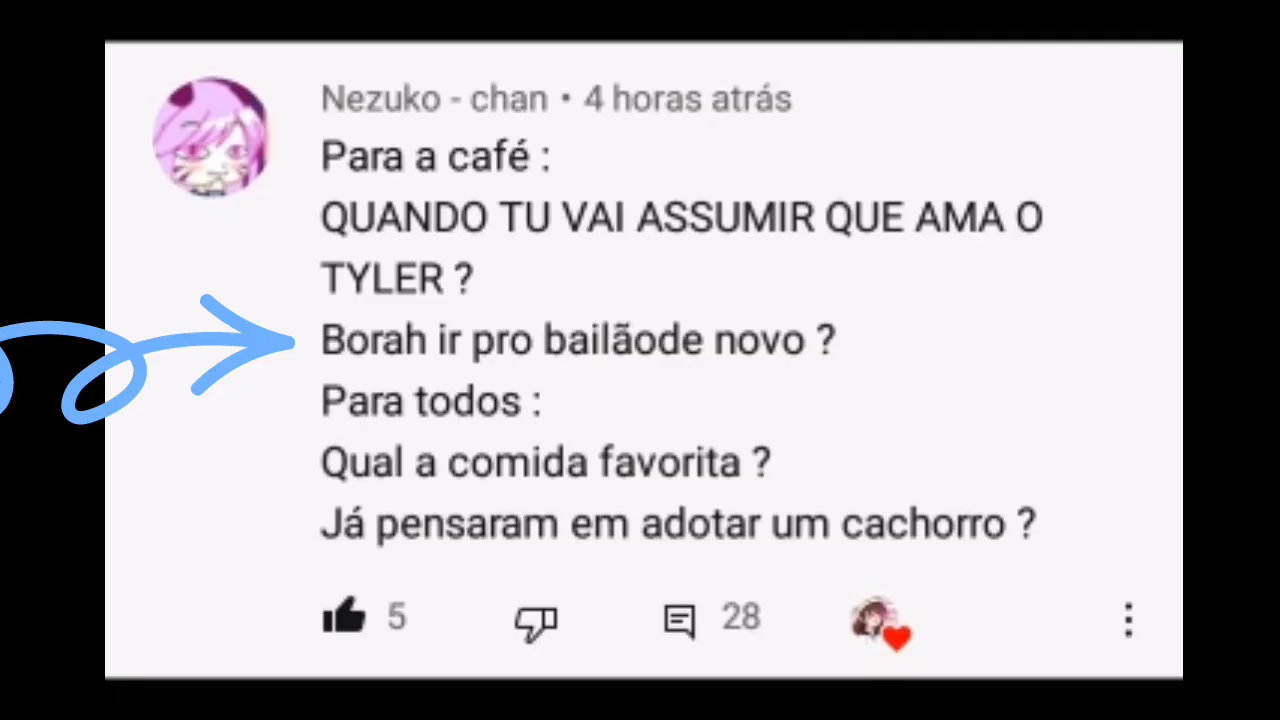 Nezuko - chan • 4 horas atrás
Para a café :
QUANDO TU VAI ASSUMIR QUE AMA O
TYLER ?
Borah ir pro bailãode novo ?
Para todos :
Qual a comida favorita ?
Já pensaram em adotar um cachorro ?
5 28